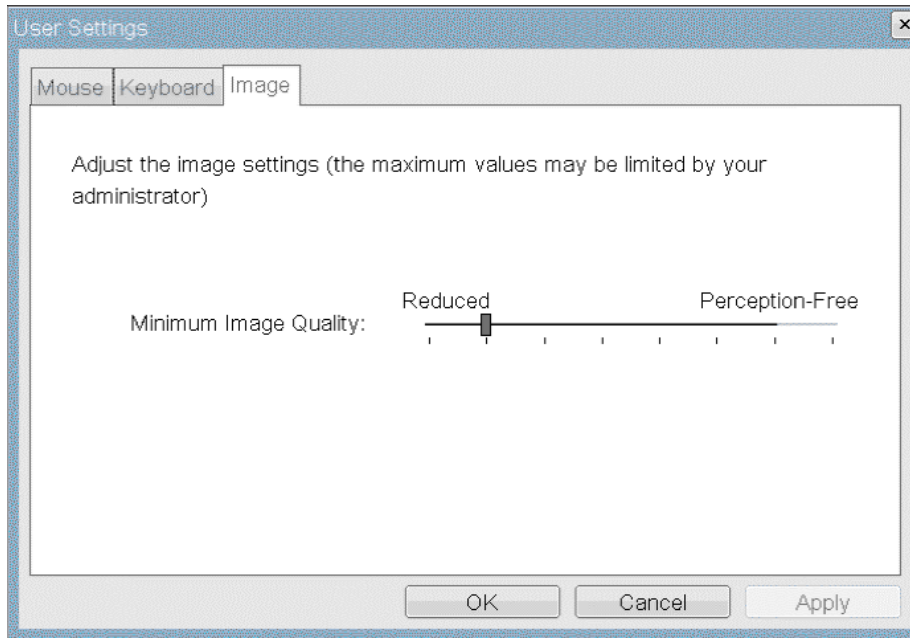 User Settings
Mouse Keyboard Image
Adjust the image settings (the maximum values may be limited by your
administrator)
Reduced Perception-Free
Minimum Image Quality:
OK Cancel Apply